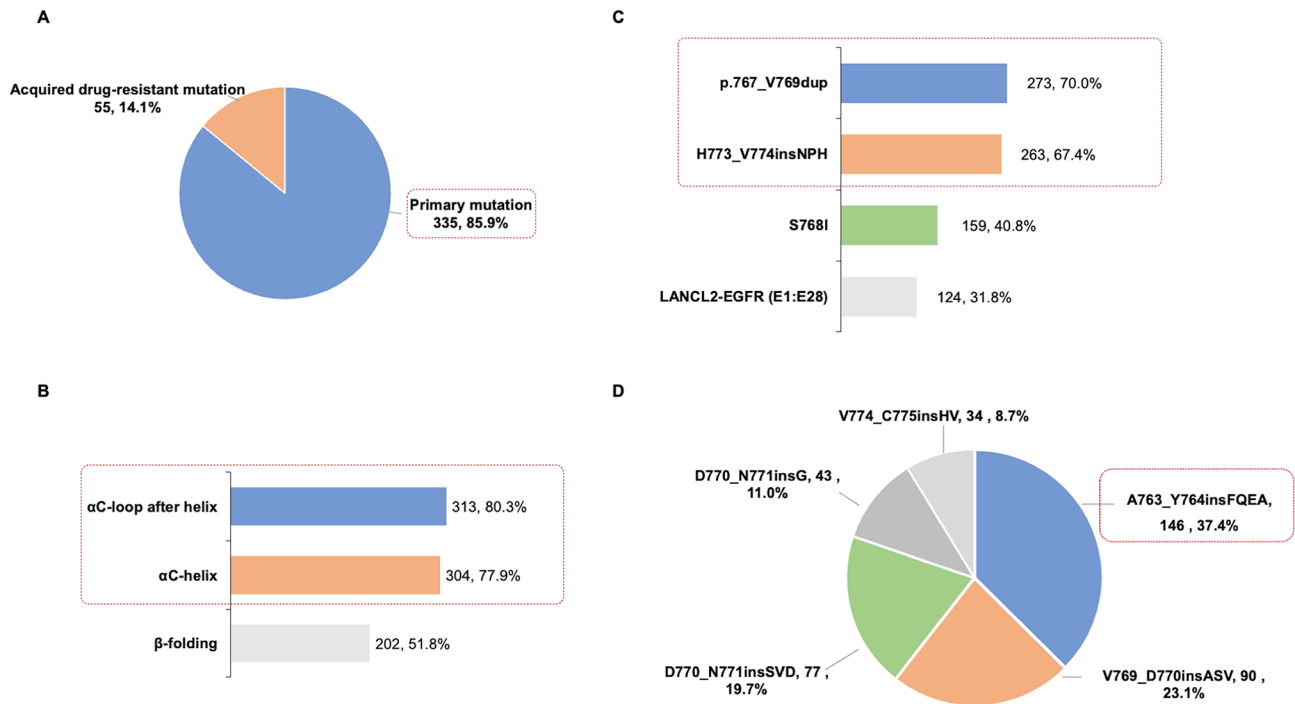 A
Acquired drug-resistant mutation
55, 14.1%
Primary mutation
335, 85.9%
B
αC-loop after helix
313, 80.3%
αC-helix
304, 77.9%
β-folding
202, 51.8%
C
p.767_V769dup
273, 70.0%
H773_V774insNPH
263, 67.4%
S768I
159, 40.8%
LANCL2-EGFR (E1:E28)
124, 31.8%
D
V774_C775insHV, 34 , 8.7%
D770_N771insG, 43 ,
11.0%
A763_Y764insFQEA,
146 , 37.4%
D770_N771insSVD, 77 ,
19.7%
V769_D770insASV, 90 ,
23.1%